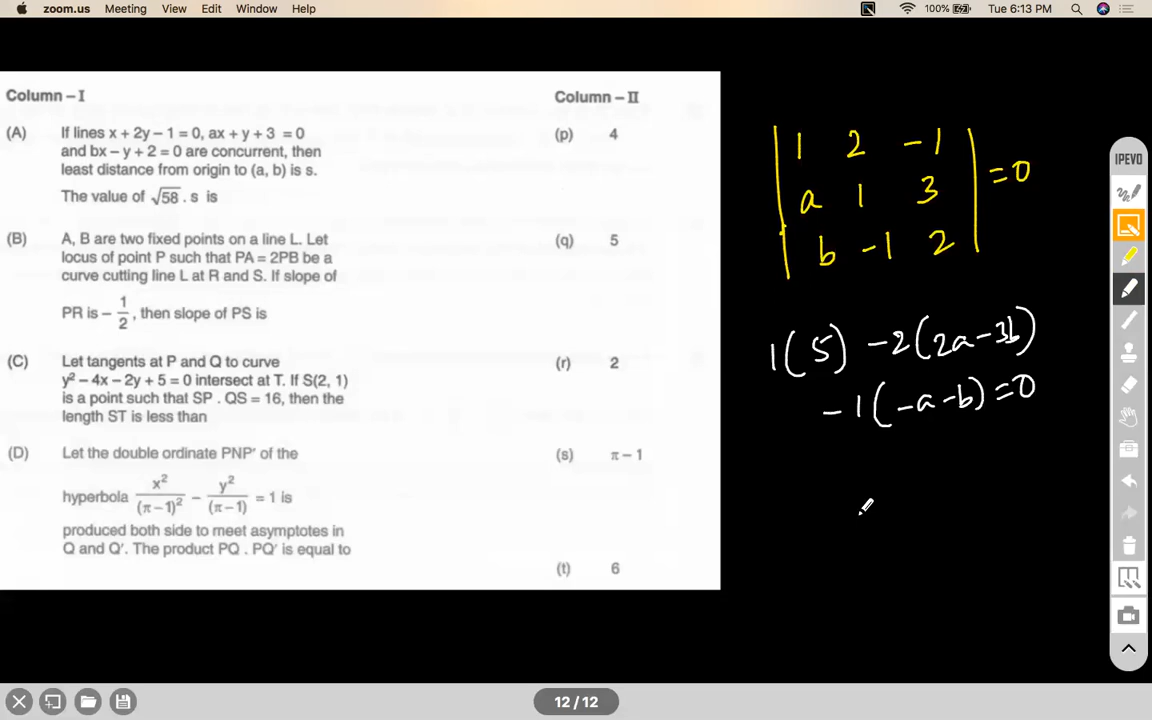 zoom.us Meeting View Edit Window Help 100% Tue 6:13 PM
Column – I Column – II
(A) If lines x + 2y – 1 = 0, ax + y + 3 = 0 (p) 4
and bx – y + 2 = 0 are concurrent, then
least distance from origin to (a, b) is s.
The value of √58 . s is
(B) A, B are two fixed points on a line L. Let (q) 5
locus of point P such that PA = 2PB be a
curve cutting line L at R and S. If slope of
PR is – 1/2 , then slope of PS is
(C) Let tangents at P and Q to curve (r) 2
y² – 4x – 2y + 5 = 0 intersect at T. If S(2, 1)
is a point such that SP . QS = 16, then the
length ST is less than
(D) Let the double ordinate PNP′ of the (s) π – 1
hyperbola x²/(π – 1)² – y²/(π – 1) = 1 is
produced both side to meet asymptotes in
Q and Q′. The product PQ . PQ′ is equal to
(t) 6
| 1 2 -1 |
| a 1 3 | = 0
| b -1 2 |
1(5) -2(2a-3b)
-1(-a-b)=0
IPEVO
12 / 12